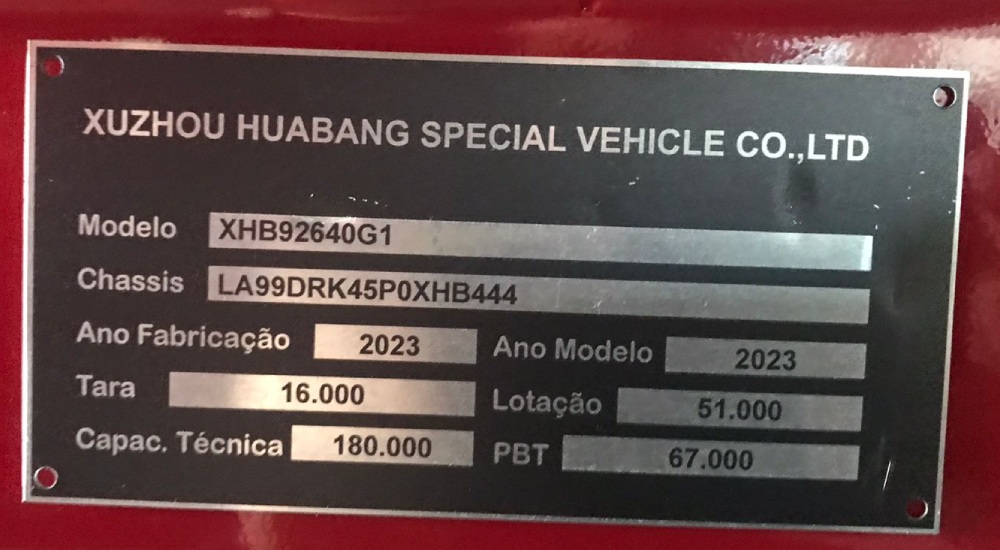 XUZHOU HUABANG SPECIAL VEHICLE CO.,LTD
Modelo XHB92640G1
Chassis LA99DRK45P0XHB444
Ano Fabricação 2023 Ano Modelo 2023
Tara 16.000 Lotação 51.000
Capac. Técnica 180.000 PBT 67.000